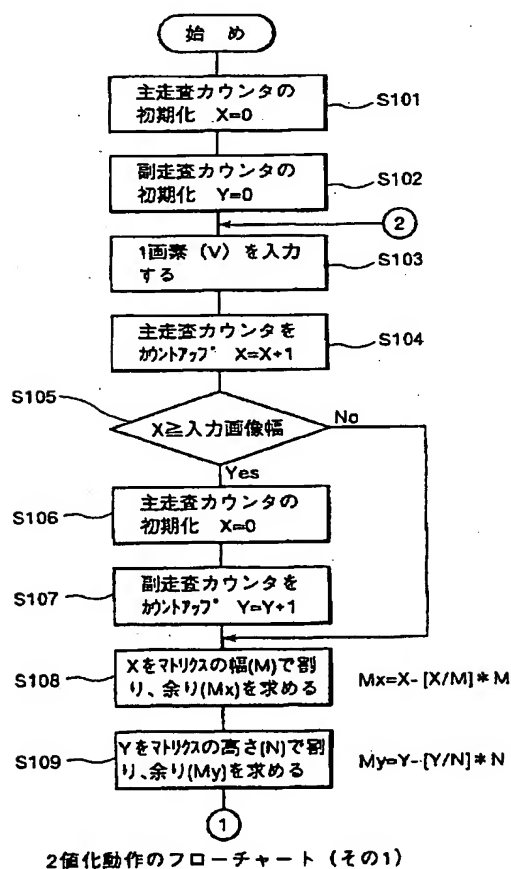 始 め
主走査カウンタの
初期化 X=0
S101
副走査カウンタの
初期化 Y=0
S102
2
1画素 (V) を入力
する
S103
主走査カウンタを
ｶｳﾝﾄｱｯﾌﾟ X=X+1
S104
S105
X≧入力画像幅
No
Yes
主走査カウンタの
初期化 X=0
S106
副走査カウンタを
ｶｳﾝﾄｱｯﾌﾟ Y=Y+1
S107
Xをﾏﾄﾘｸｽの幅(M)で割
り、余り(Mx)を求める
S108
Mx=X-[X/M]*M
Yをﾏﾄﾘｸｽの高さ(N)で割
り、余り(My)を求める
S109
My=Y-[Y/N]*N
1
2値化動作のフローチャート (その1)